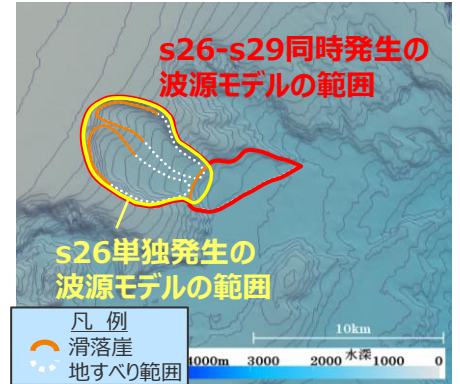 s26-s29同時発生の
波源モデルの範囲
s26単独発生の
波源モデルの範囲
凡 例
滑落崖
地すべり範囲
10km
4000m 3000 2000 水深 1000 0